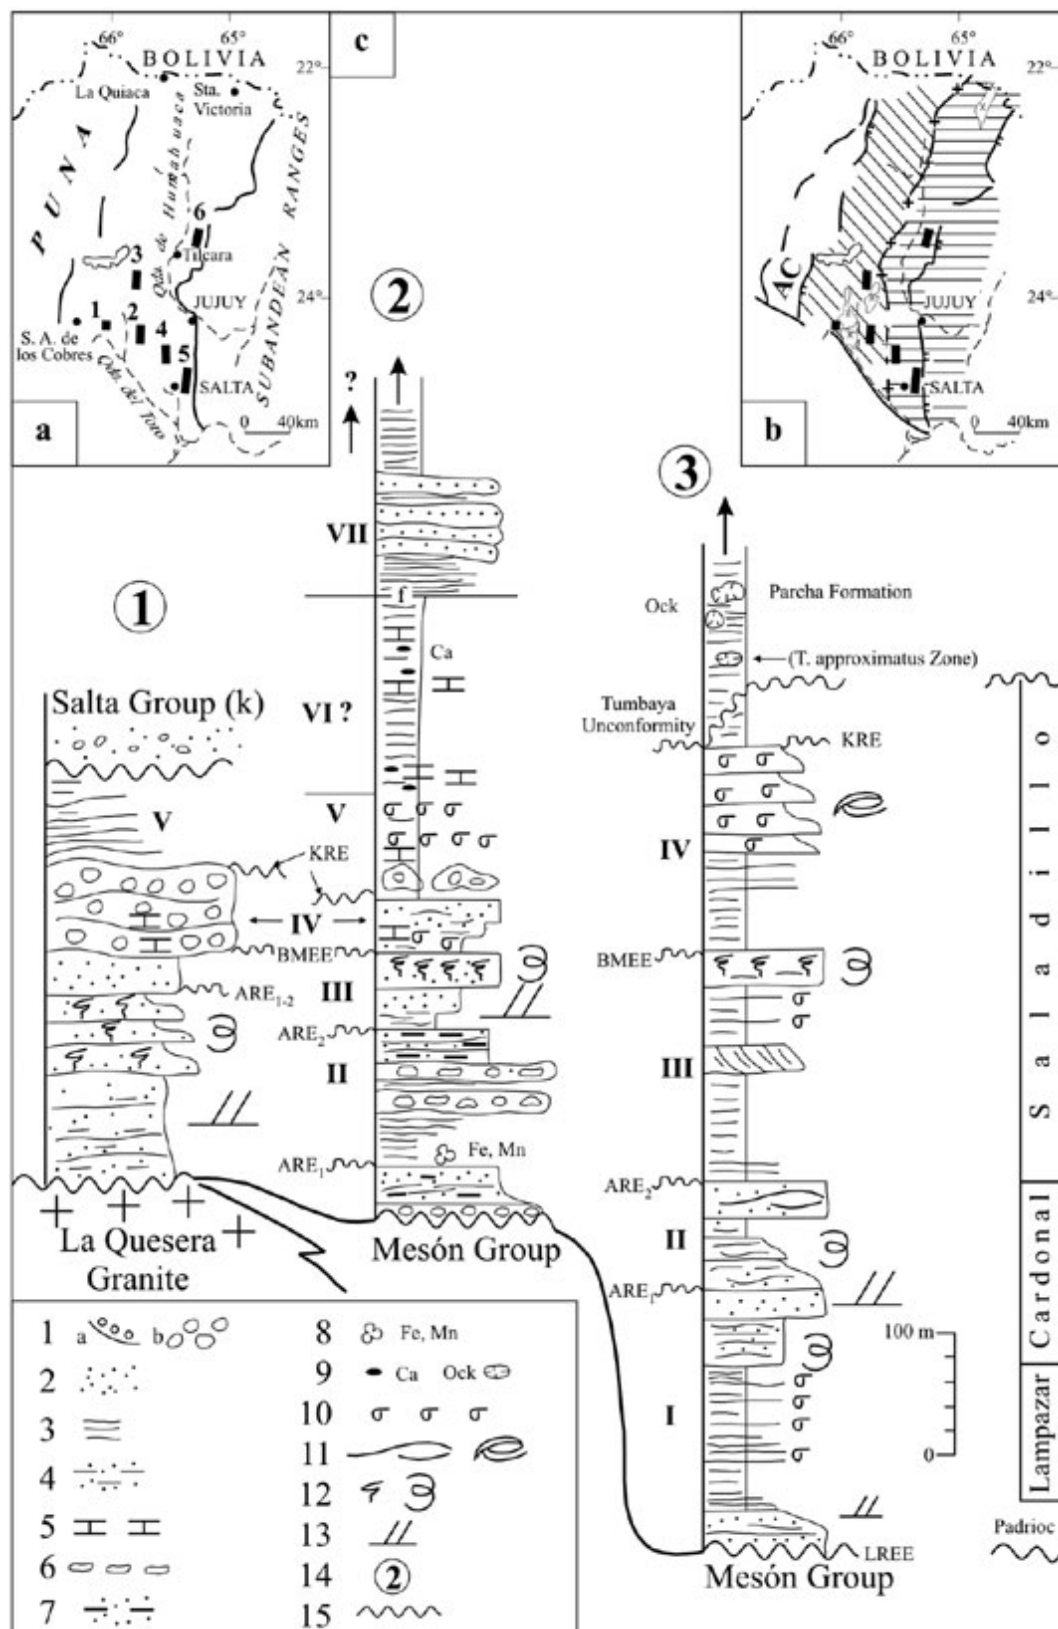 66°
65°
c
BOLIVIA
22°
La Quiaca
Sta.
Victoria
PUNA
Qda. de Humahuaca
SUBANDEAN RANGES
6
Tilcara
3
24°
JUJUY
1
2
4
S. A. de
los Cobres
5
SALTA
Qda. del Toro
0 40km
a
66°
65°
BOLIVIA
22°
24°
AC
JUJUY
SALTA
0 40km
b
2
?
VII
f
Ca
VI ?
V
KRE
IV
BMEE
III
ARE2
II
Fe, Mn
ARE1
Mesón Group
1
Salta Group (k)
V
ARE1-2
La Quesera
Granite
3
Ock
Parcha Formation
(T. approximatus Zone)
Tumbaya
Unconformity
KRE
IV
BMEE
III
ARE2
II
ARE1
100 m
I
0
LREE
Mesón Group
Saladillo
Cardonal
Lampazar
Padrioc
1 a b
2
3
4
5
6
7
8 Fe, Mn
9 Ca Ock
10
11
12
13
14 2
15